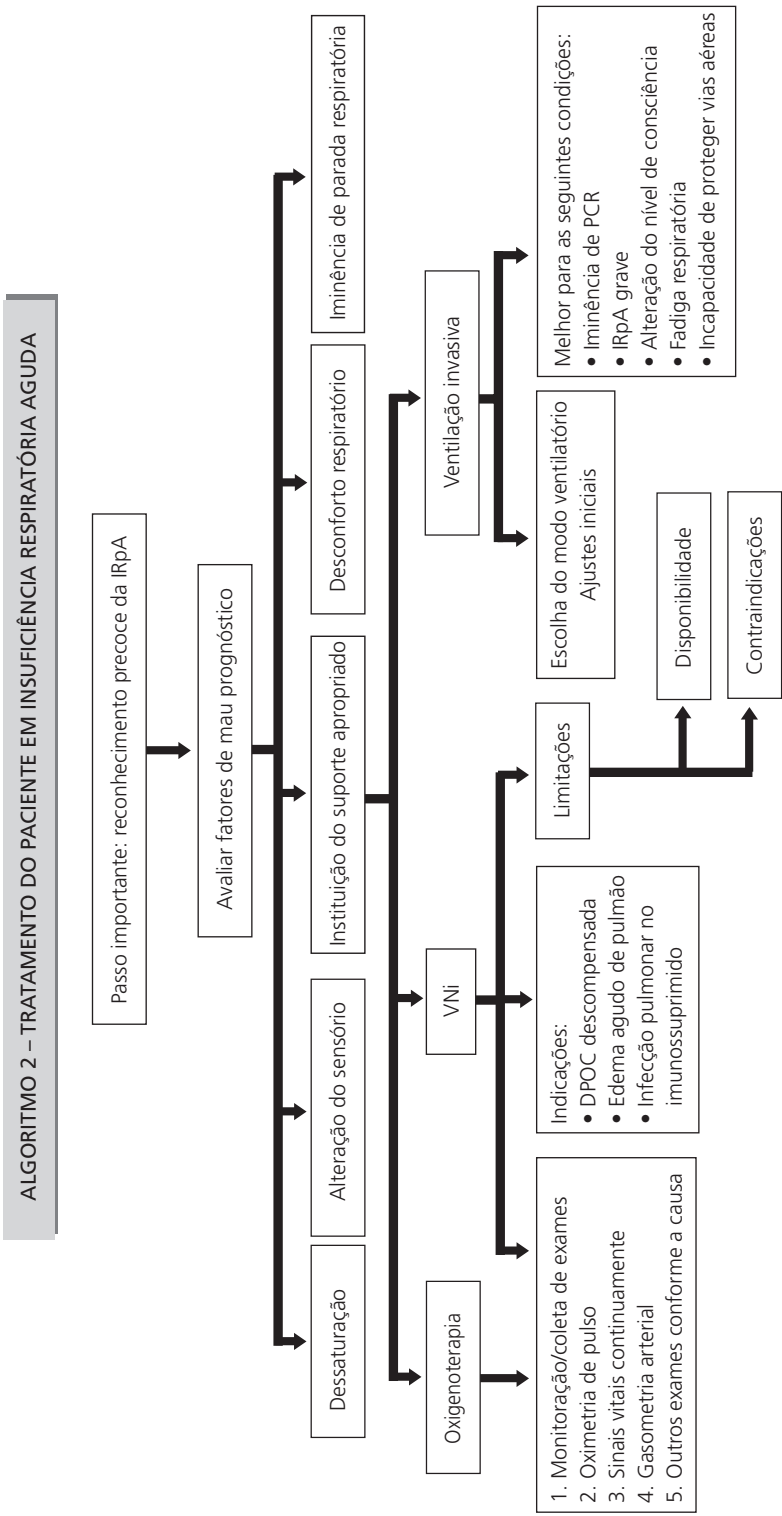 ALGORITMO 2 – TRATAMENTO DO PACIENTE EM INSUFICIÊNCIA RESPIRATÓRIA AGUDA
Passo importante: reconhecimento precoce da IRpA
Avaliar fatores de mau prognóstico
Dessaturação
Alteração do sensório
Instituição do suporte apropriado
Desconforto respiratório
Iminência de parada respiratória
Oxigenoterapia
VNi
Ventilação invasiva
1. Monitoração/coleta de exames
2. Oximetria de pulso
3. Sinais vitais continuamente
4. Gasometria arterial
5. Outros exames conforme a causa
Indicações:
• DPOC descompensada
• Edema agudo de pulmão
• Infecção pulmonar no
imunossuprimido
Limitações
Escolha do modo ventilatório
Ajustes iniciais
Melhor para as seguintes condições:
• Iminência de PCR
• IRpA grave
• Alteração do nível de consciência
• Fadiga respiratória
• Incapacidade de proteger vias aéreas
Disponibilidade
Contraindicações